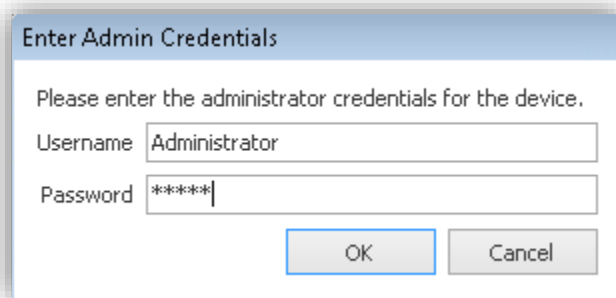 Enter Admin Credentials
Please enter the administrator credentials for the device.
Username Administrator
Password *****
OK Cancel